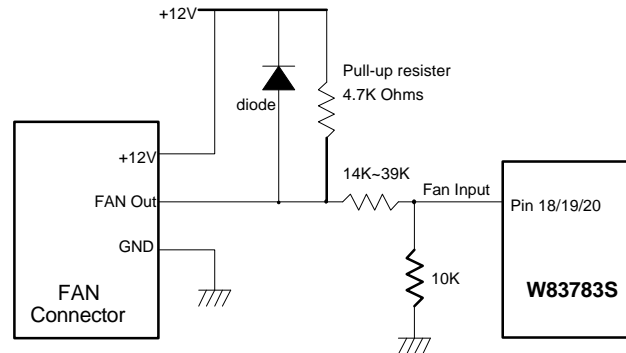 +12V
Pull-up resister
4.7K Ohms
diode
+12V
14K~39K
Fan Input
FAN Out
Pin 18/19/20
GND
10K
W83783S
FAN
Connector